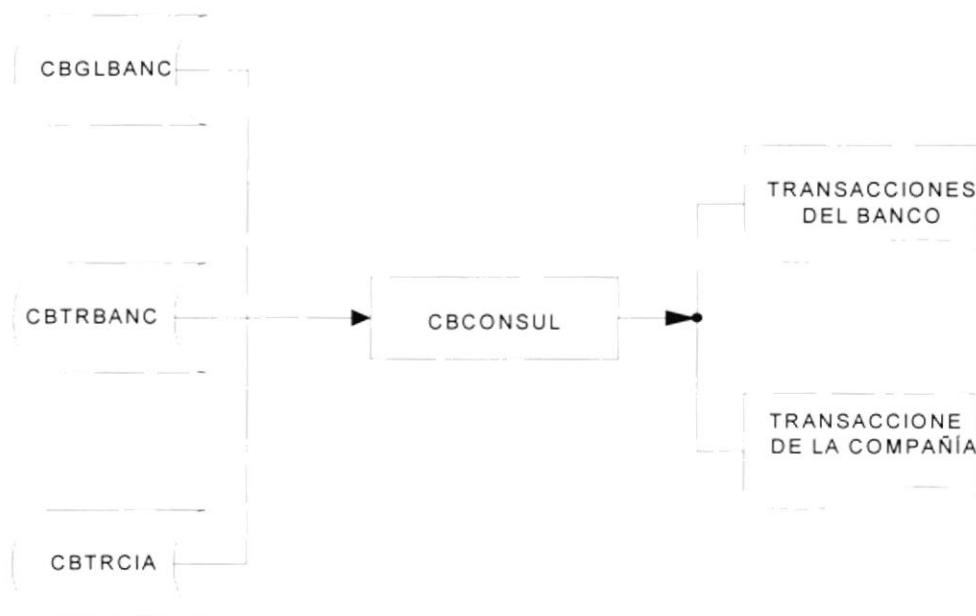 CBGLBANC
TRANSACCIONES
DEL BANCO
CBTRBANC
CBCONSUL
TRANSACCIONE
DE LA COMPAÑÍA
CBTRCIA